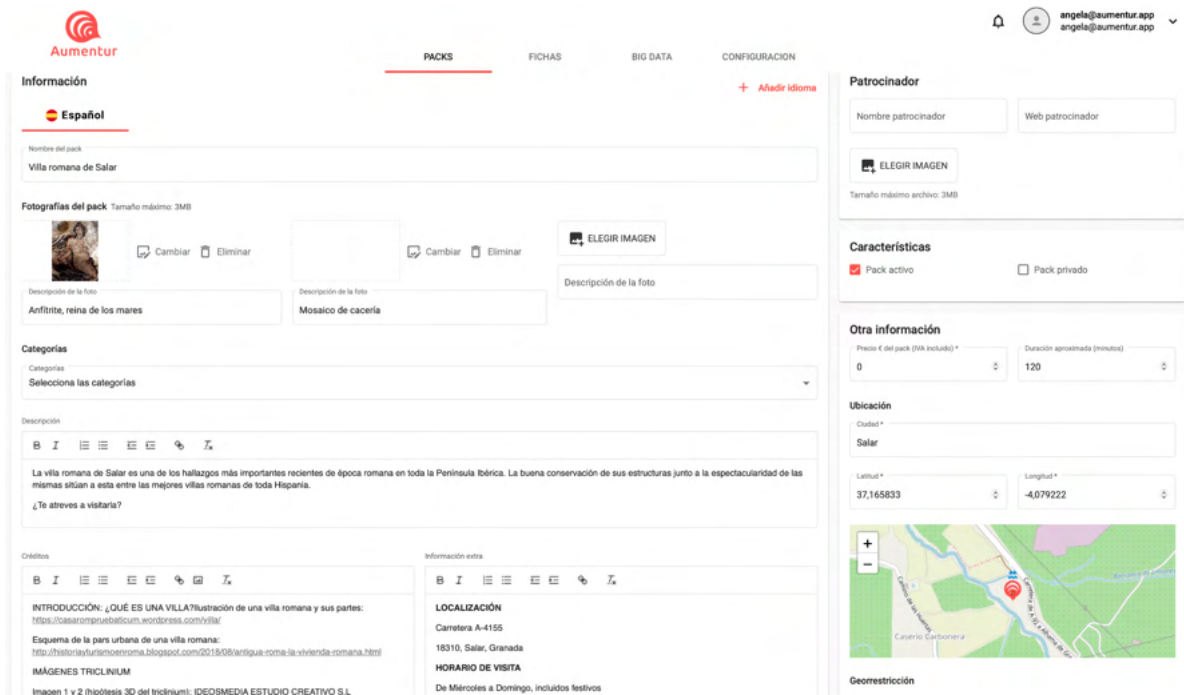 Aumentur
angela@aumentur.app
angela@aumentur.app
PACKS
FICHAS
BIG DATA
CONFIGURACION
Información
+ Añadir idioma
Español
Nombre del pack
Villa romana de Salar
Fotografías del pack Tamaño máximo: 3MB
Cambiar
Eliminar
Cambiar
Eliminar
ELEGIR IMAGEN
Descripción de la foto
Anfitrite, reina de los mares
Descripción de la foto
Mosaico de cacería
Descripción de la foto
Categorías
Categorías
Selecciona las categorías
Descripción
La villa romana de Salar es una de los hallazgos más importantes recientes de época romana en toda la Península Ibérica. La buena conservación de sus estructuras junto a la espectacularidad de las
mismas sitúan a esta entre las mejores villas romanas de toda Hispania.
¿Te atreves a visitarla?
Créditos
INTRODUCCIÓN: ¿QUÉ ES UNA VILLA?Ilustración de una villa romana y sus partes:
https://casarompruebaticum.wordpress.com/villa/
Esquema de la pars urbana de una villa romana:
http://historiayturismoenroma.blogspot.com/2018/08/antigua-roma-la-vivienda-romana.html
IMÁGENES TRICLINIUM
Imagen 1 y 2 (hipótesis 3D del triclinium): IDEOSMEDIA ESTUDIO CREATIVO S.L
Información extra
LOCALIZACIÓN
Carretera A-4155
18310, Salar, Granada
HORARIO DE VISITA
De Miércoles a Domingo, incluidos festivos
Patrocinador
Nombre patrocinador
Web patrocinador
ELEGIR IMAGEN
Tamaño máximo archivo: 3MB
Características
Pack activo
Pack privado
Otra información
Precio € del pack (IVA incluido) *
0
Duración aproximada (minutos)
120
Ubicación
Ciudad *
Salar
Latitud *
37,165833
Longitud *
-4,079222
+
−
Camino de las Huertas
Caserío Carbonera
Georrestricción